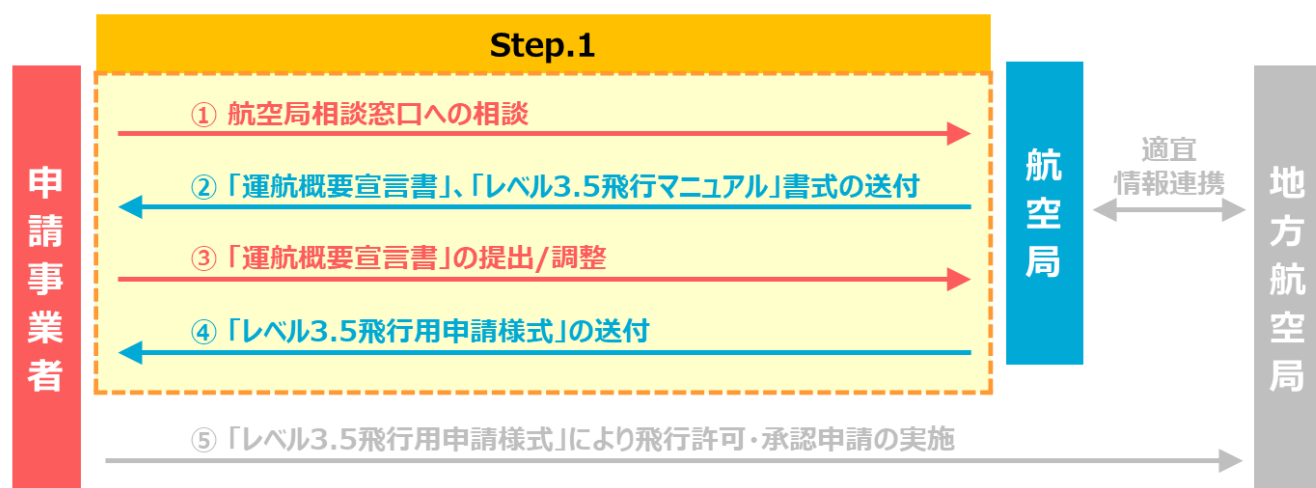 Step.1
① 航空局相談窓口への相談
②「運航概要宣言書」、「レベル3.5飛行マニュアル」書式の送付
③「運航概要宣言書」の提出/調整
④「レベル3.5飛行用申請様式」の送付
⑤「レベル3.5飛行用申請様式」により飛行許可・承認申請の実施
申請事業者
航空局
適宜
情報連携
地方航空局